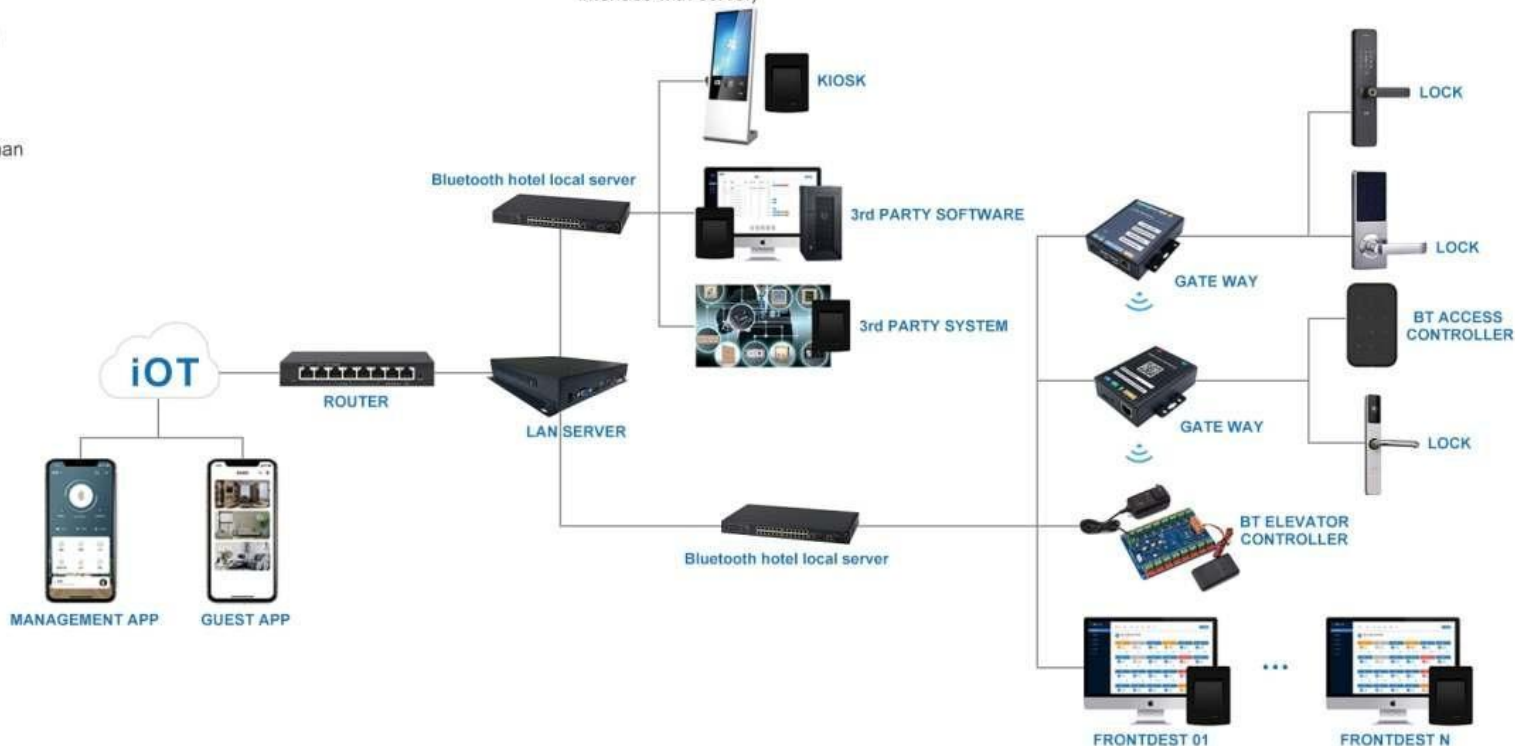 KIOSK
LOCK
Bluetooth hotel local server
3rd PARTY SOFTWARE
LOCK
GATE WAY
3rd PARTY SYSTEM
BT ACCESS
CONTROLLER
iOT
ROUTER
LAN SERVER
GATE WAY
LOCK
BT ELEVATOR
CONTROLLER
Bluetooth hotel local server
MANAGEMENT APP
GUEST APP
...
FRONTDEST 01
FRONTDEST N